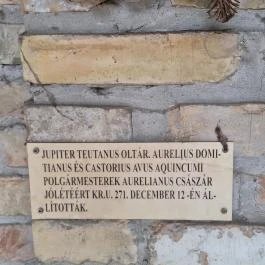 JUPITER TEUTANUS OLTÁR. AURELIUS DOMI-
TIANUS ÉS CASTORIUS AVUS AQUINCUMI
POLGÁRMESTEREK AURELIANUS CSÁSZÁR
JÓLÉTÉÉRT KR.U. 271. DECEMBER 12 -ÉN ÁL-
LÍTOTTÁK.